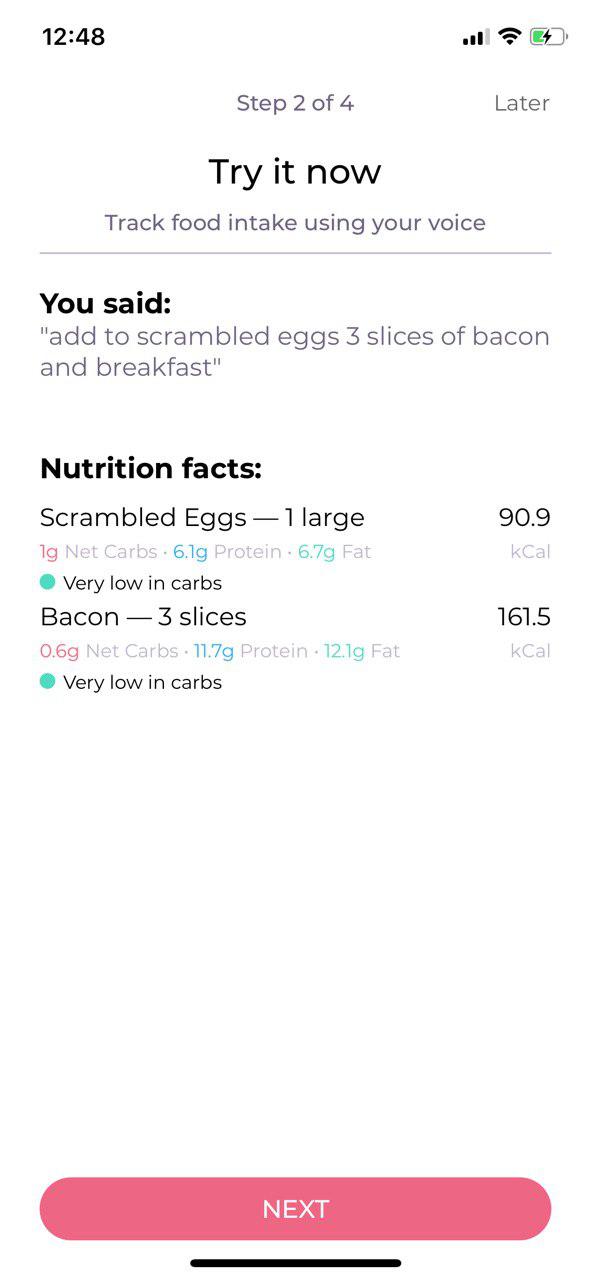 12:48
Step 2 of 4
Later
Try it now
Track food intake using your voice
You said:
"add to scrambled eggs 3 slices of bacon
and breakfast"
Nutrition facts:
Scrambled Eggs — 1 large 90.9
1g Net Carbs · 6.1g Protein · 6.7g Fat kCal
Very low in carbs
Bacon — 3 slices 161.5
0.6g Net Carbs · 11.7g Protein · 12.1g Fat kCal
Very low in carbs
NEXT